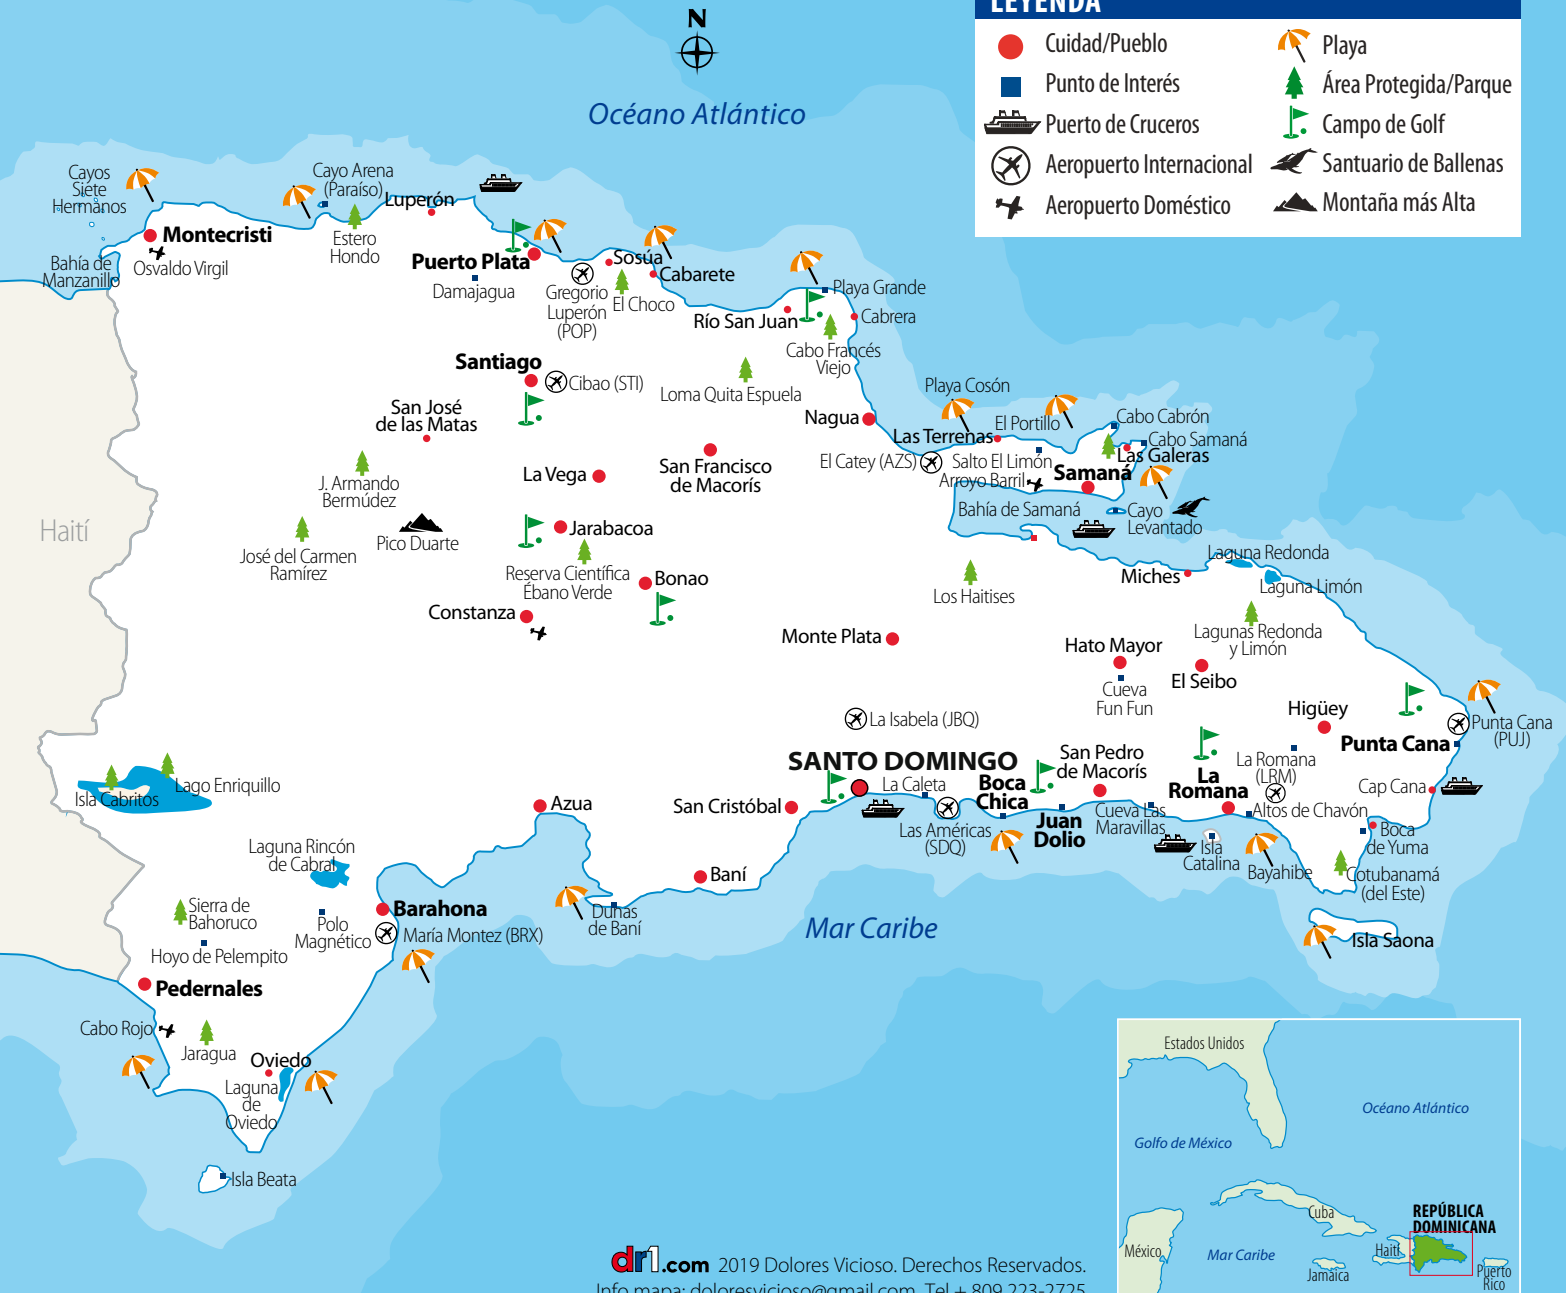 LEYENDA
Cuidad/Pueblo
Punto de Interés
Puerto de Cruceros
Aeropuerto Internacional
Aeropuerto Doméstico
Playa
Área Protegida/Parque
Campo de Golf
Santuario de Ballenas
Montaña más Alta
N
Océano Atlántico
Cayos
Siete
Hermanos
Cayo Arena
(Paraíso)
Luperón
Montecristi
Osvaldo Virgil
Bahía de
Manzanillo
Estero
Hondo
Puerto Plata
Damajagua
Sosúa
Cabarete
Gregorio
Luperón
(POP)
El Choco
Playa Grande
Río San Juan
Cabrera
Cabo Francés
Viejo
Santiago
Cibao (STI)
Loma Quita Espuela
San José
de las Matas
Nagua
Playa Cosón
El Portillo
Las Terrenas
Cabo Cabrón
Cabo Samaná
Las Galeras
El Catey (AZS)
Salto El Limón
Arroyo Barril
Samaná
Bahía de Samaná
Cayo
Levantado
La Vega
San Francisco
de Macorís
J. Armando
Bermúdez
Haití
Pico Duarte
José del Carmen
Ramírez
Jarabacoa
Reserva Científica
Ébano Verde
Bonao
Constanza
Laguna Redonda
Miches
Laguna Limón
Los Haitises
Lagunas Redonda
y Limón
Monte Plata
Hato Mayor
El Seibo
Cueva
Fun Fun
Higüey
La Isabela (JBQ)
Punta Cana
(PUJ)
Punta Cana
SANTO DOMINGO
La Caleta
Boca
Chica
San Pedro
de Macorís
La
Romana
La Romana
(LRM)
Cap Cana
Lago Enriquillo
Isla Cabritos
Azua
San Cristóbal
Las Américas
(SDQ)
Juan
Dolio
Cueva Las
Maravillas
Altos de Chavón
Boca
de Yuma
Isla
Catalina
Bayahibe
Cotubanamá
(del Este)
Laguna Rincón
de Cabral
Baní
Sierra de
Bahoruco
Polo
Magnético
Barahona
María Montez (BRX)
Dunas
de Baní
Mar Caribe
Isla Saona
Hoyo de Pelempito
Pedernales
Cabo Rojo
Jaragua
Oviedo
Laguna
de
Oviedo
Isla Beata
Estados Unidos
Océano Atlántico
Golfo de México
Cuba
REPÚBLICA
DOMINICANA
México
Mar Caribe
Haití
Jamaica
Puerto
Rico
dr1.com 2019 Dolores Vicioso. Derechos Reservados.
Info mapa: doloresvicioso@gmail.com Tel + 809 223-2725